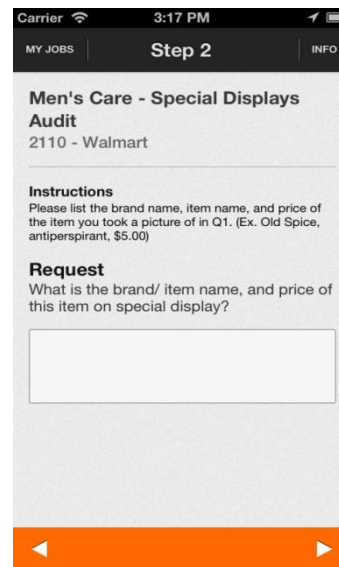 Carrier 3:17 PM
MY JOBS Step 2 INFO
Men's Care - Special Displays
Audit
2110 - Walmart
Instructions
Please list the brand name, item name, and price of
the item you took a picture of in Q1. (Ex. Old Spice,
antiperspirant, $5.00)
Request
What is the brand/ item name, and price of
this item on special display?